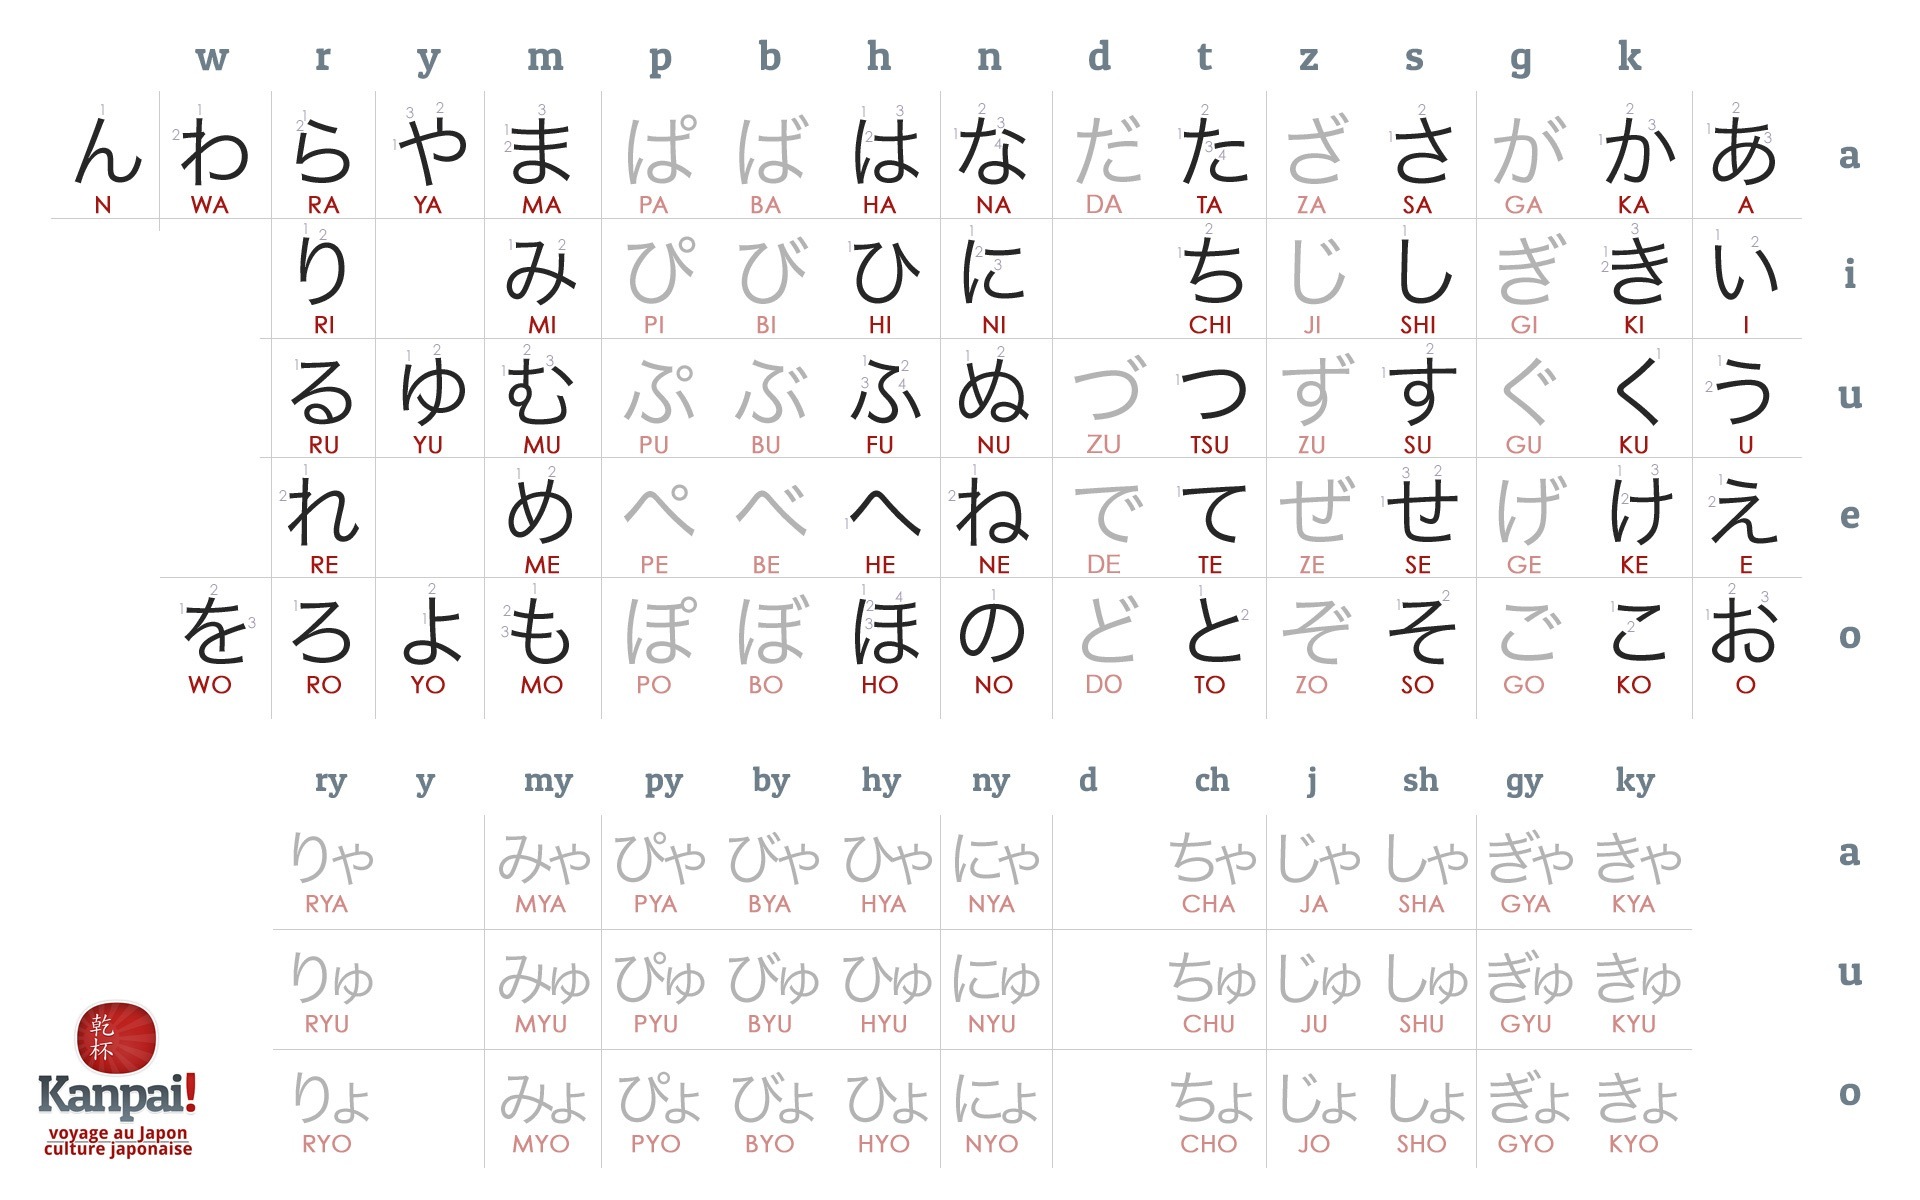 w r y m p b h n d t z s g k
ん わ ら や ま ぱ ば は な だ た ざ さ が か あ a
N WA RA YA MA PA BA HA NA DA TA ZA SA GA KA A
り み ぴ び ひ に ち じ し ぎ き い i
RI MI PI BI HI NI CHI JI SHI GI KI I
る ゆ む ぷ ぶ ふ ぬ づ つ ず す ぐ く う u
RU YU MU PU BU FU NU ZU TSU ZU SU GU KU U
れ め ぺ べ へ ね で て ぜ せ げ け え e
RE ME PE BE HE NE DE TE ZE SE GE KE E
を ろ よ も ぽ ぼ ほ の ど と ぞ そ ご こ お o
WO RO YO MO PO BO HO NO DO TO ZO SO GO KO O
ry y my py by hy ny d ch j sh gy ky
りゃ みゃ ぴゃ びゃ ひゃ にゃ ちゃ じゃ しゃ ぎゃ きゃ a
RYA MYA PYA BYA HYA NYA CHA JA SHA GYA KYA
りゅ みゅ ぴゅ びゅ ひゅ にゅ ちゅ じゅ しゅ ぎゅ きゅ u
RYU MYU PYU BYU HYU NYU CHU JU SHU GYU KYU
りょ みょ ぴょ びょ ひょ にょ ちょ じょ しょ ぎょ きょ o
RYO MYO PYO BYO HYO NYO CHO JO SHO GYO KYO
乾杯
Kanpai!
voyage au Japon
culture japonaise